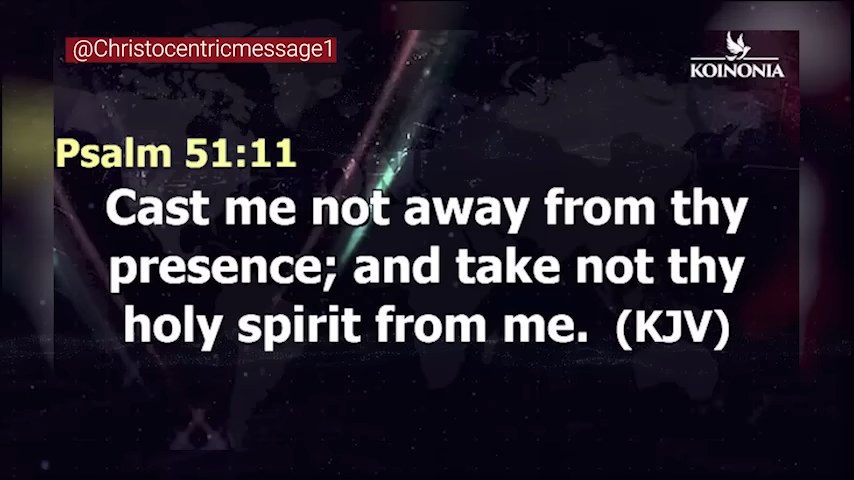 @Christocentricmessage1
KOINONIA
Psalm 51:11
Cast me not away from thy
presence; and take not thy
holy spirit from me. (KJV)